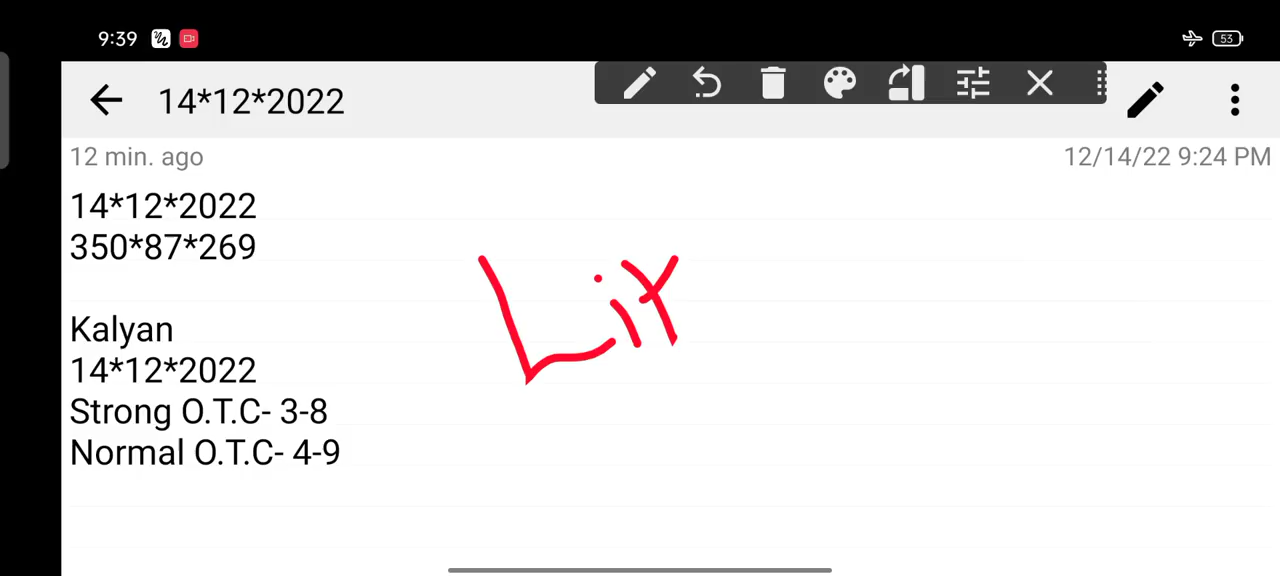 9:39
53
14*12*2022
12 min. ago
12/14/22 9:24 PM
14*12*2022
350*87*269
Kalyan
14*12*2022
Strong O.T.C- 3-8
Normal O.T.C- 4-9